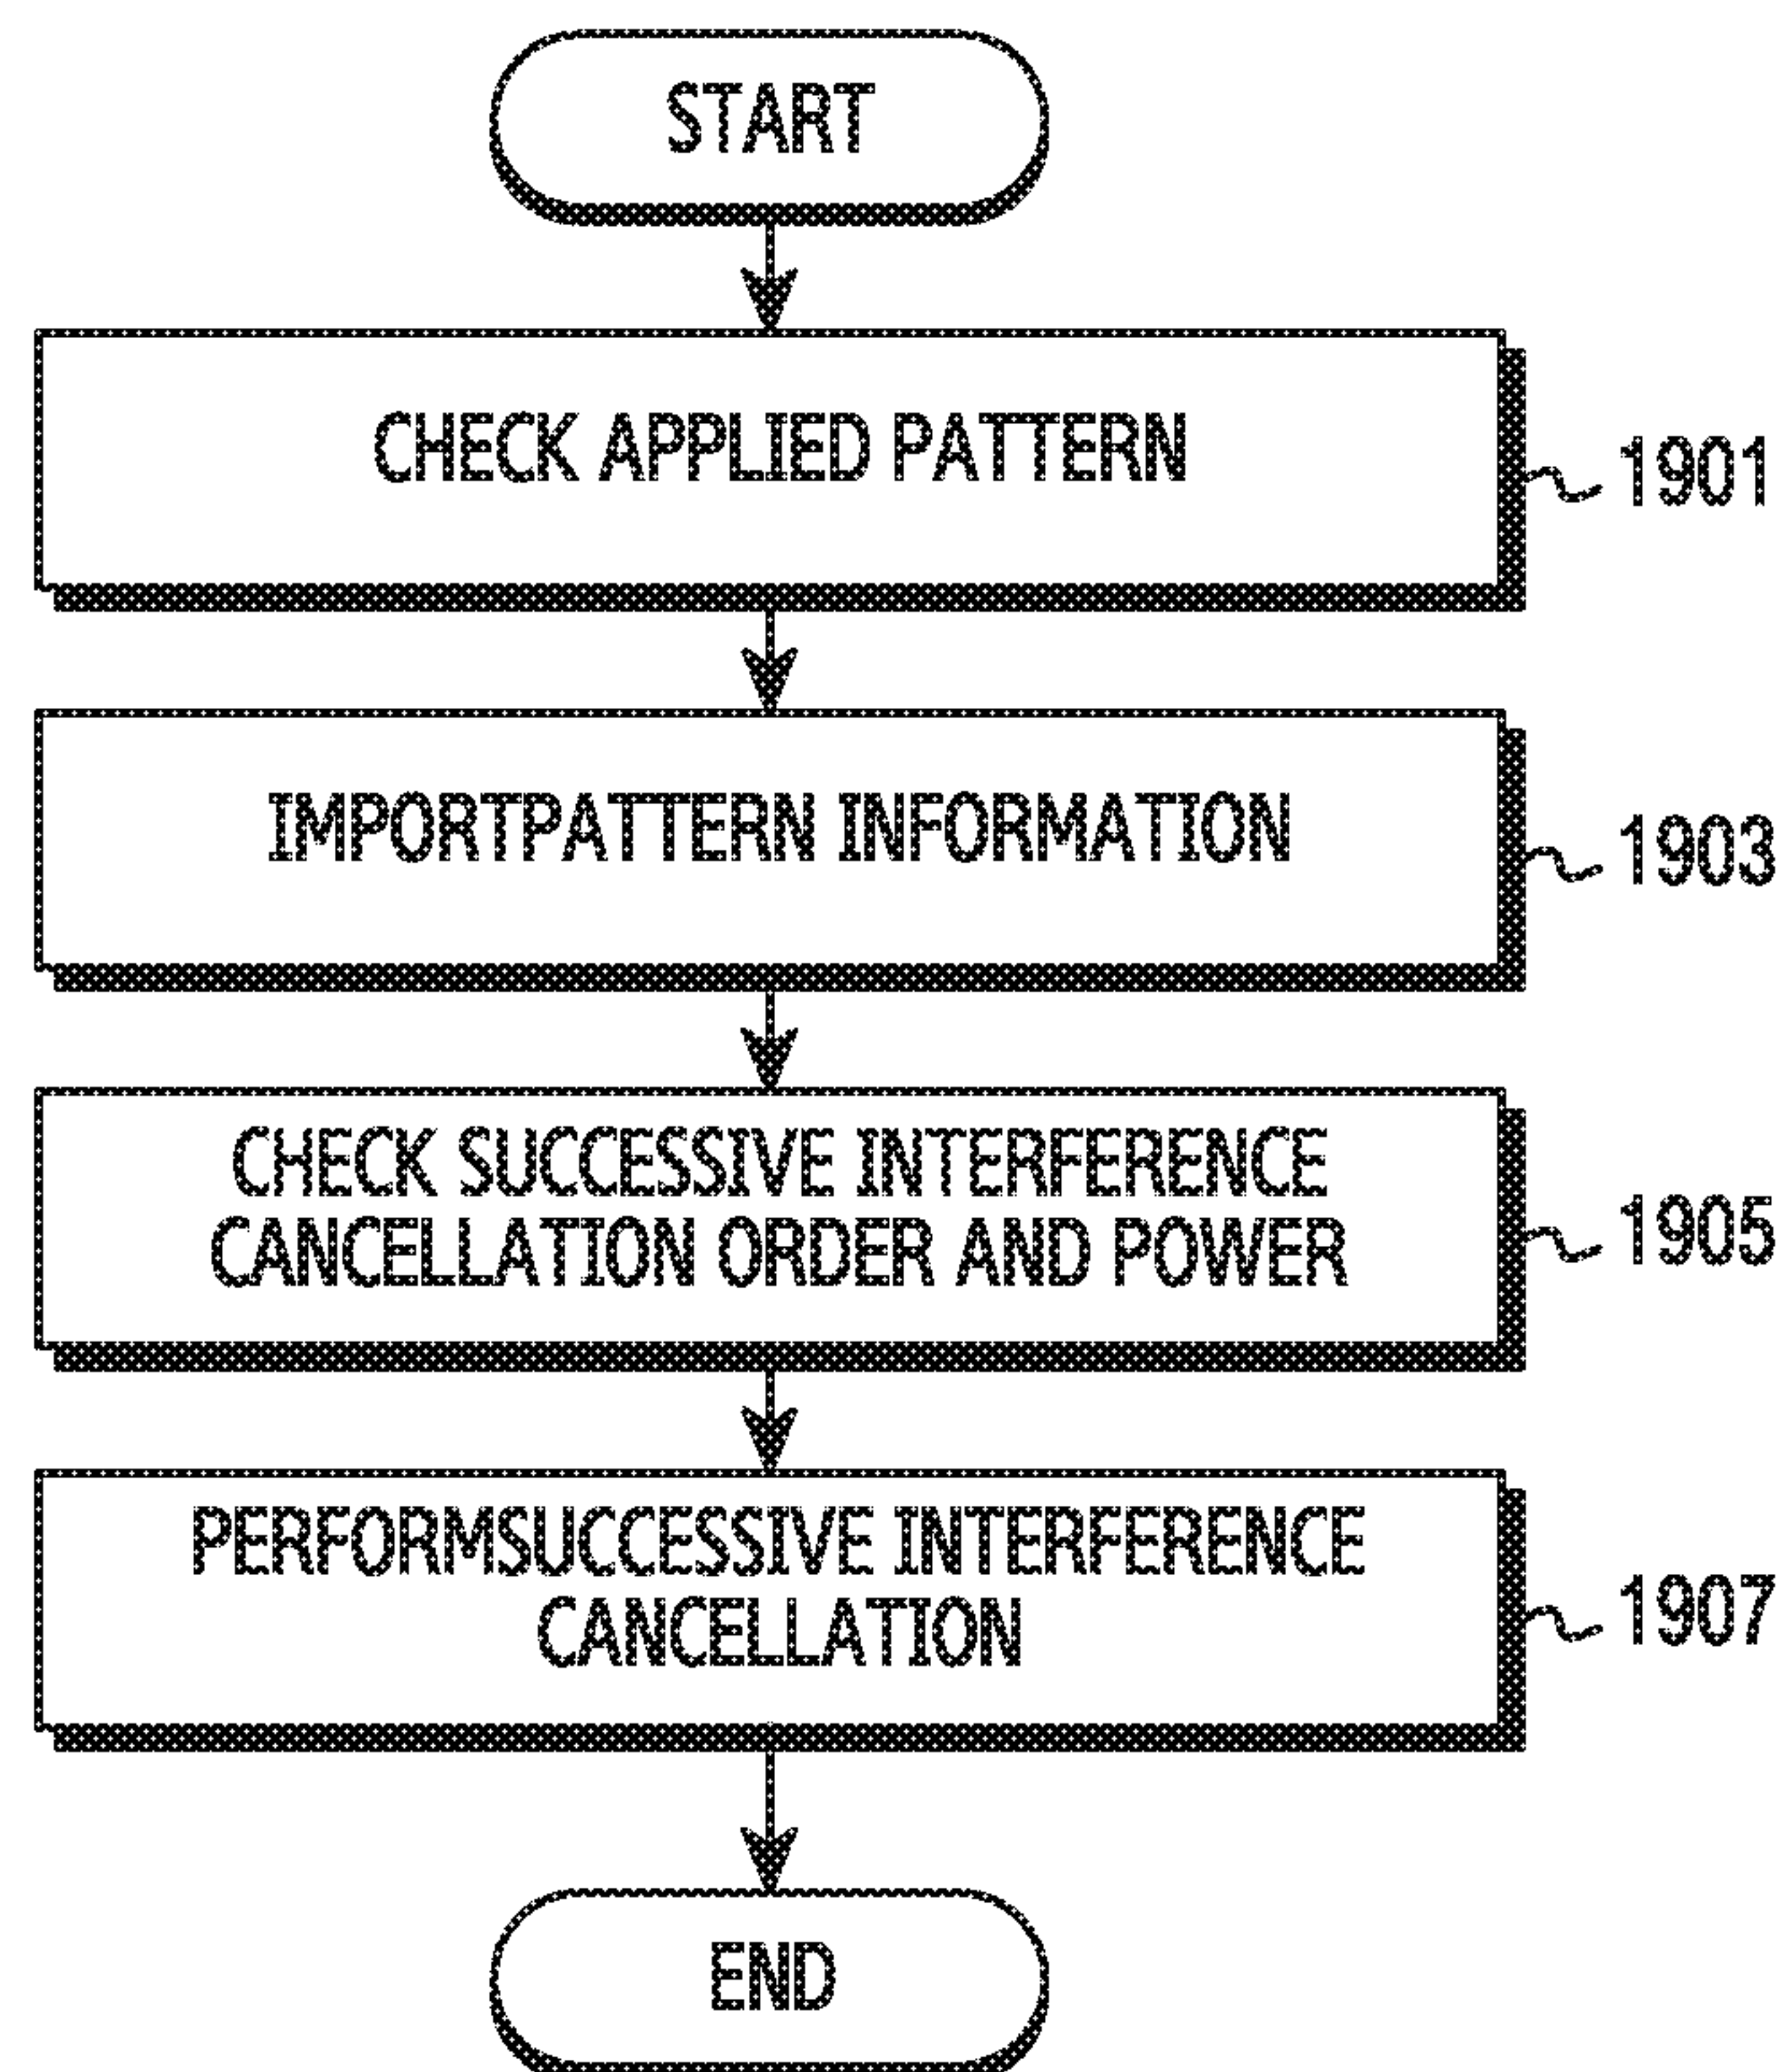 START
CHECK APPLIED PATTERN
1901
IMPORTPATTERN INFORMATION
1903
CHECK SUCCESSIVE INTERFERENCE
CANCELLATION ORDER AND POWER
1905
PERFORMSUCCESSIVE INTERFERENCE
CANCELLATION
1907
END